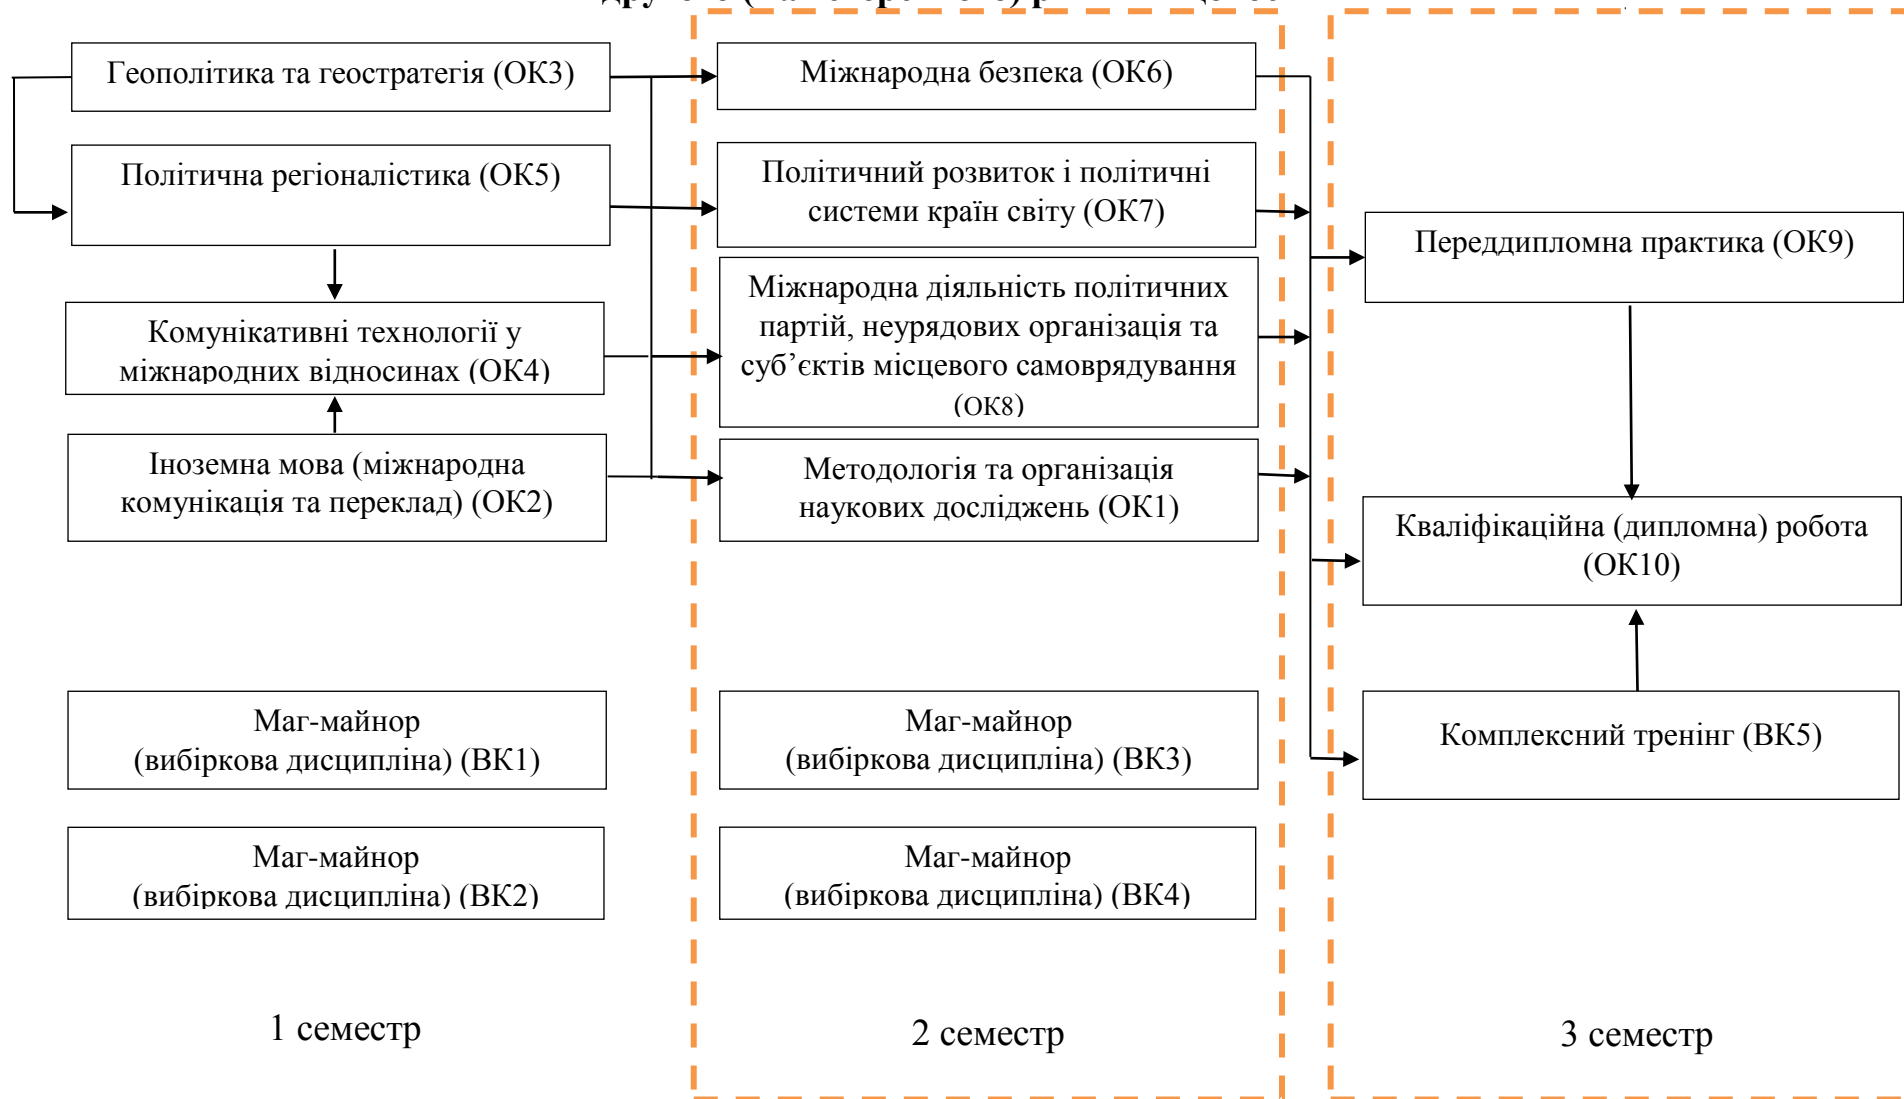 Геополітика та геостратегія (ОК3)
Політична регіоналістика (ОК5)
Комунікативні технології у
міжнародних відносинах (ОК4)
Іноземна мова (міжнародна
комунікація та переклад) (ОК2)
Маг-майнор
(вибіркова дисципліна) (ВК1)
Маг-майнор
(вибіркова дисципліна) (ВК2)
1 семестр
Міжнародна безпека (ОК6)
Політичний розвиток і політичні
системи країн світу (ОК7)
Міжнародна діяльність політичних
партій, неурядових організація та
суб’єктів місцевого самоврядування
(ОК8)
Методологія та організація
наукових досліджень (ОК1)
Маг-майнор
(вибіркова дисципліна) (ВК3)
Маг-майнор
(вибіркова дисципліна) (ВК4)
2 семестр
Переддипломна практика (ОК9)
Кваліфікаційна (дипломна) робота
(ОК10)
Комплексний тренінг (ВК5)
3 семестр